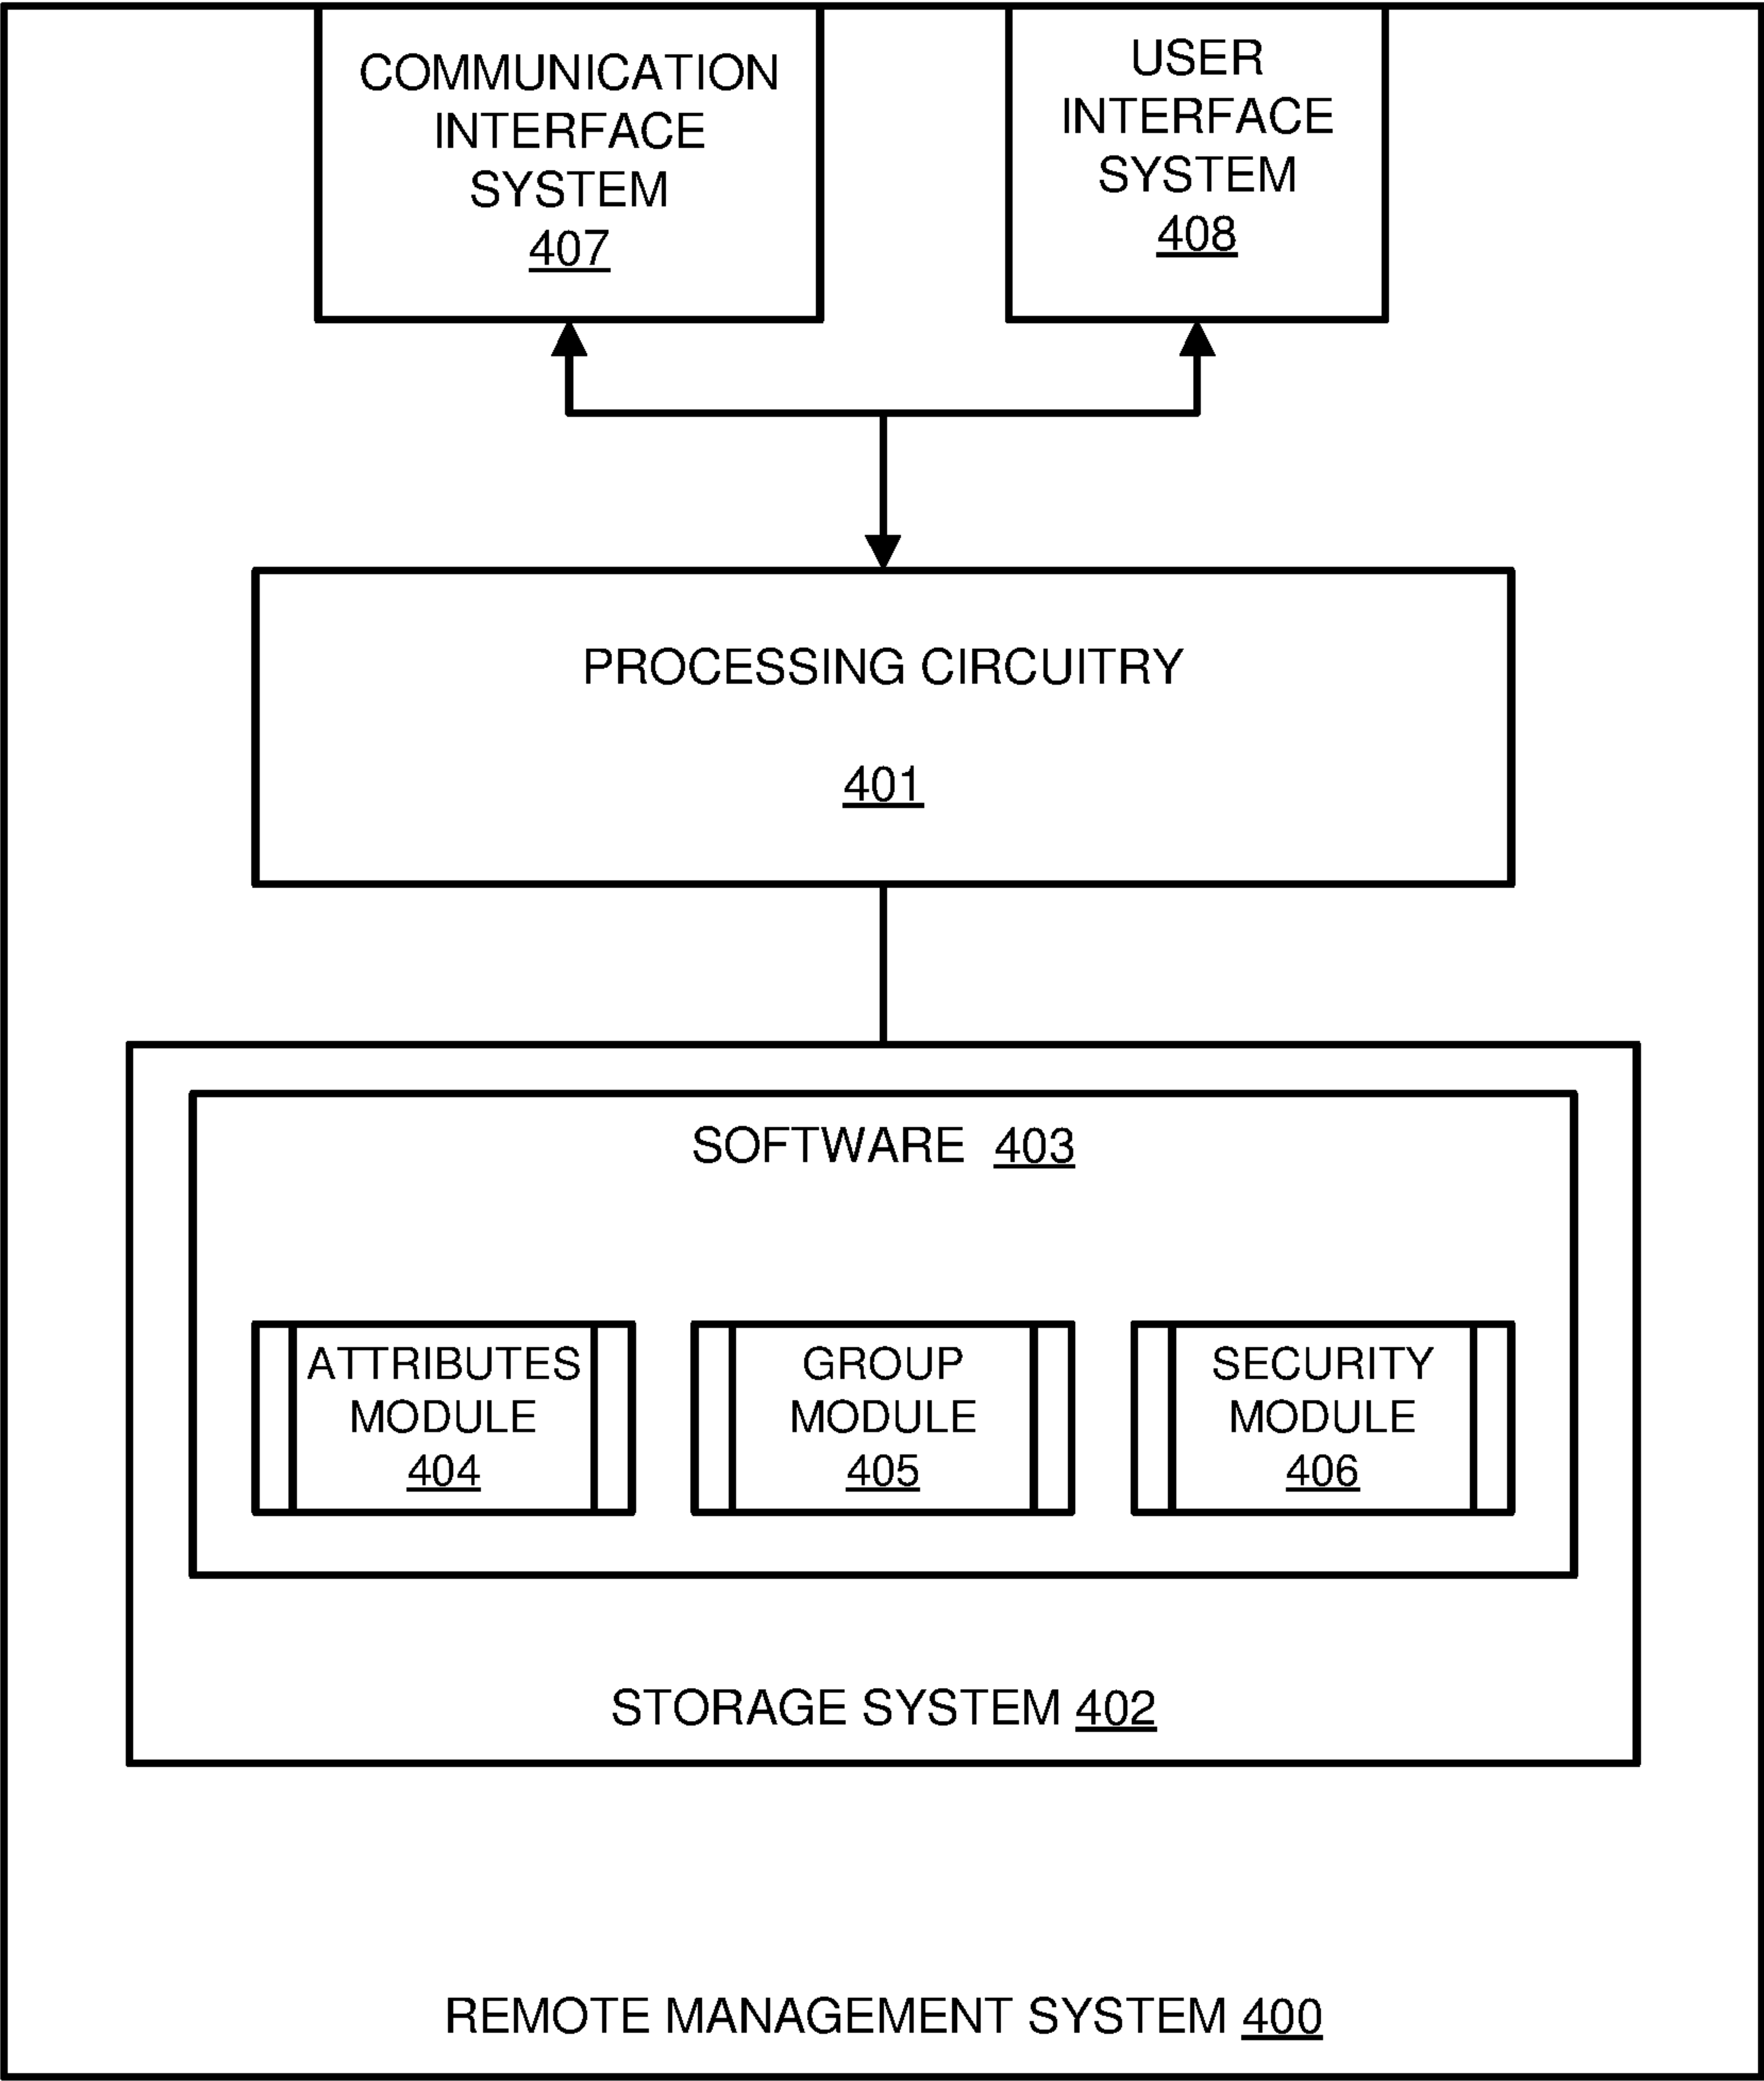 COMMUNICATION
INTERFACE
SYSTEM
407
USER
INTERFACE
SYSTEM
408
PROCESSING CIRCUITRY
401
SOFTWARE 403
ATTRIBUTES
MODULE
404
GROUP
MODULE
405
SECURITY
MODULE
406
STORAGE SYSTEM 402
REMOTE MANAGEMENT SYSTEM 400